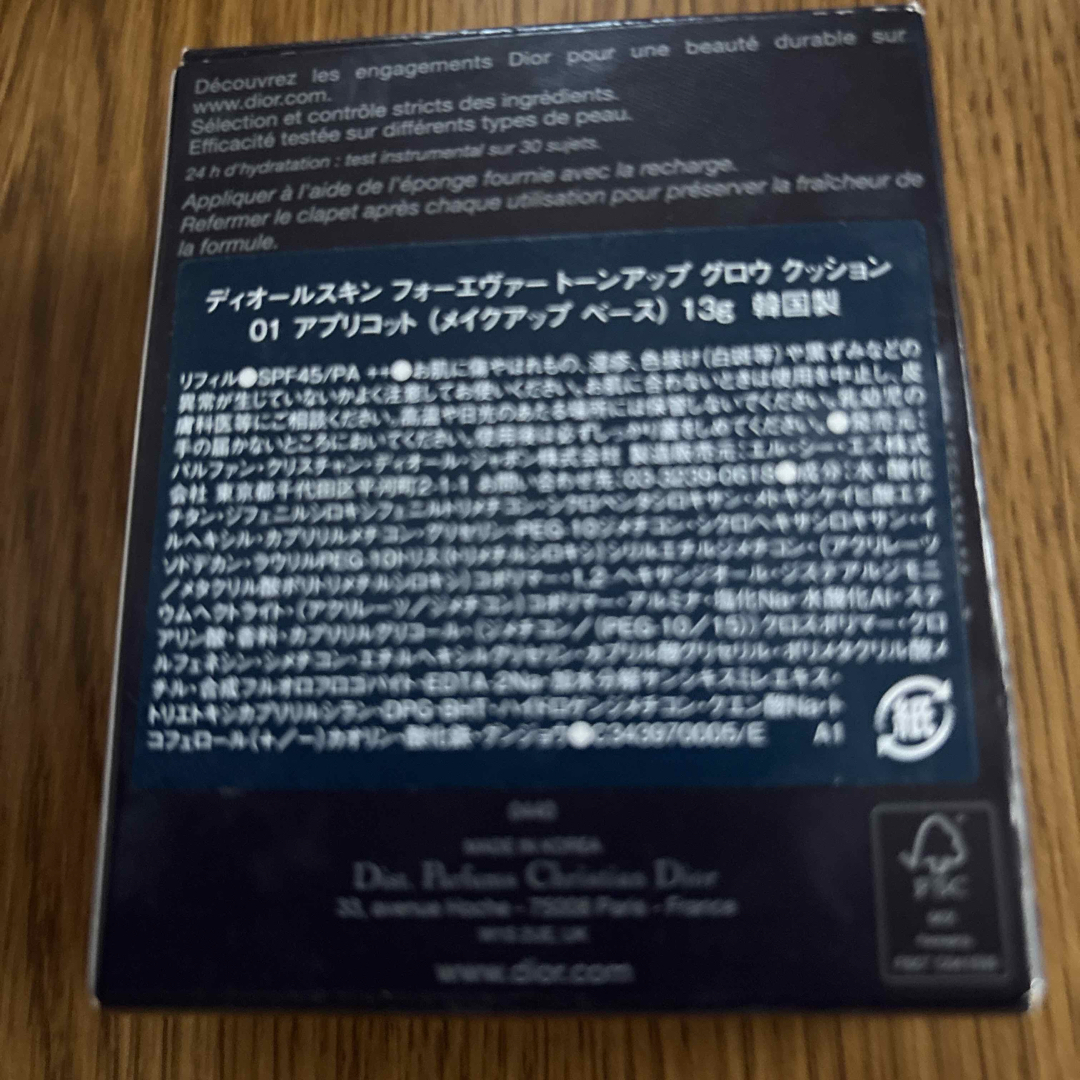 Découvrez les engagements Dior pour une beauté durable sur
www.dior.com.
Sélection et contrôle stricts des ingrédients.
Efficacité testée sur différents types de peau.
24 h d'hydratation : test instrumental sur 30 sujets.
Appliquer à l'aide de l'éponge fournie avec la recharge.
Refermer le clapet après chaque utilisation pour préserver la fraîcheur de
la formule.
ディオールスキン フォーエヴァー トーンアップ グロウ クッション
01 アプリコット (メイクアップ ベース) 13g 韓国製
リフィル●SPF45/PA ++●お肌に傷やはれもの、湿疹、色抜け(白斑等)や黒ずみなどの
異常が生じていないかよく注意してお使いください。お肌に合わないときは使用を中止し、皮
膚科医等にご相談ください。高温や日光のあたる場所には保管しないでください。乳幼児の
手の届かないところにおいてください。使用後は必ずしっかり蓋をしめてください。●発売元:
パルファン・クリスチャン・ディオール・ジャポン株式会社 製造販売元:エル・シー・エス株式
会社 東京都千代田区平河町2-1-1 お問い合わせ先:03-3239-0618●成分:水・酸化
チタン・ジフェニルシロキシフェニルトリメチコン・シクロペンタシロキサン・メトキシケイヒ酸エチ
ルヘキシル・カプリリルメチコン・グリセリン・PEG-10ジメチコン・シクロヘキサシロキサン・イ
ソドデカン・ラウリルPEG-10トリス(トリメチルシロキシ)シリルエチルジメチコン・(アクリレーツ
/メタクリル酸ポリトリメチルシロキシ)コポリマー・1,2-ヘキサンジオール・ジステアルジモニ
ウムヘクトライト・(アクリレーツ/ジメチコン)コポリマー・アルミナ・塩化Na・水酸化Al・ステ
アリン酸・香料・カプリリルグリコール・(ジメチコン/(PEG-10/15))クロスポリマー・クロ
ルフェネシン・ジメチコン・エチルヘキシルグリセリン・カプリル酸グリセリル・ポリメタクリル酸メ
チル・合成フルオロフロゴパイト・EDTA-2Na・加水分解サンシキスミレエキス・
トリエトキシカプリリルシラン・DPG・BHT・ハイドロゲンジメチコン・クエン酸Na・ト
コフェロール(+/-)カオリン・酸化鉄・グンジョウ●C343970005/E A1
紙
MADE IN KOREA
Dist. Parfums Christian Dior
33, avenue Hoche - 75008 Paris - France
W1S 2UE, UK
www.dior.com
FSC